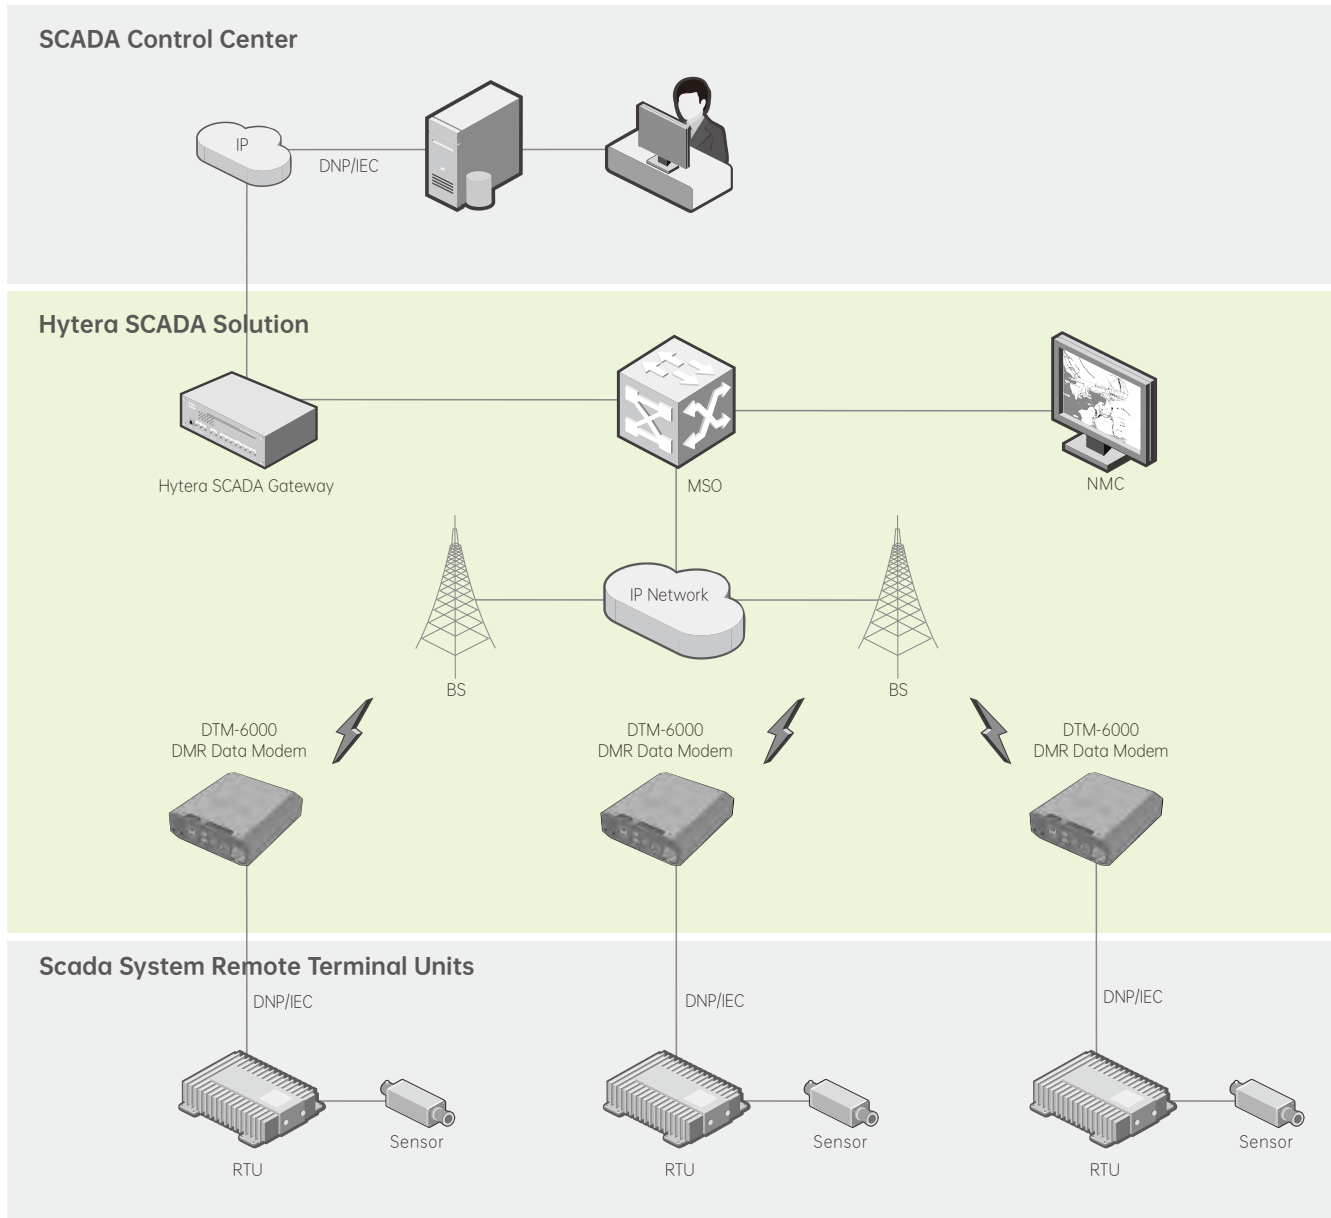 SCADA Control Center
IP
DNP/IEC
Hytera SCADA Solution
Hytera SCADA Gateway
MSO
NMC
IP Network
BS
BS
DTM-6000
DMR Data Modem
DTM-6000
DMR Data Modem
DTM-6000
DMR Data Modem
Scada System Remote Terminal Units
DNP/IEC
DNP/IEC
DNP/IEC
Sensor
Sensor
Sensor
RTU
RTU
RTU